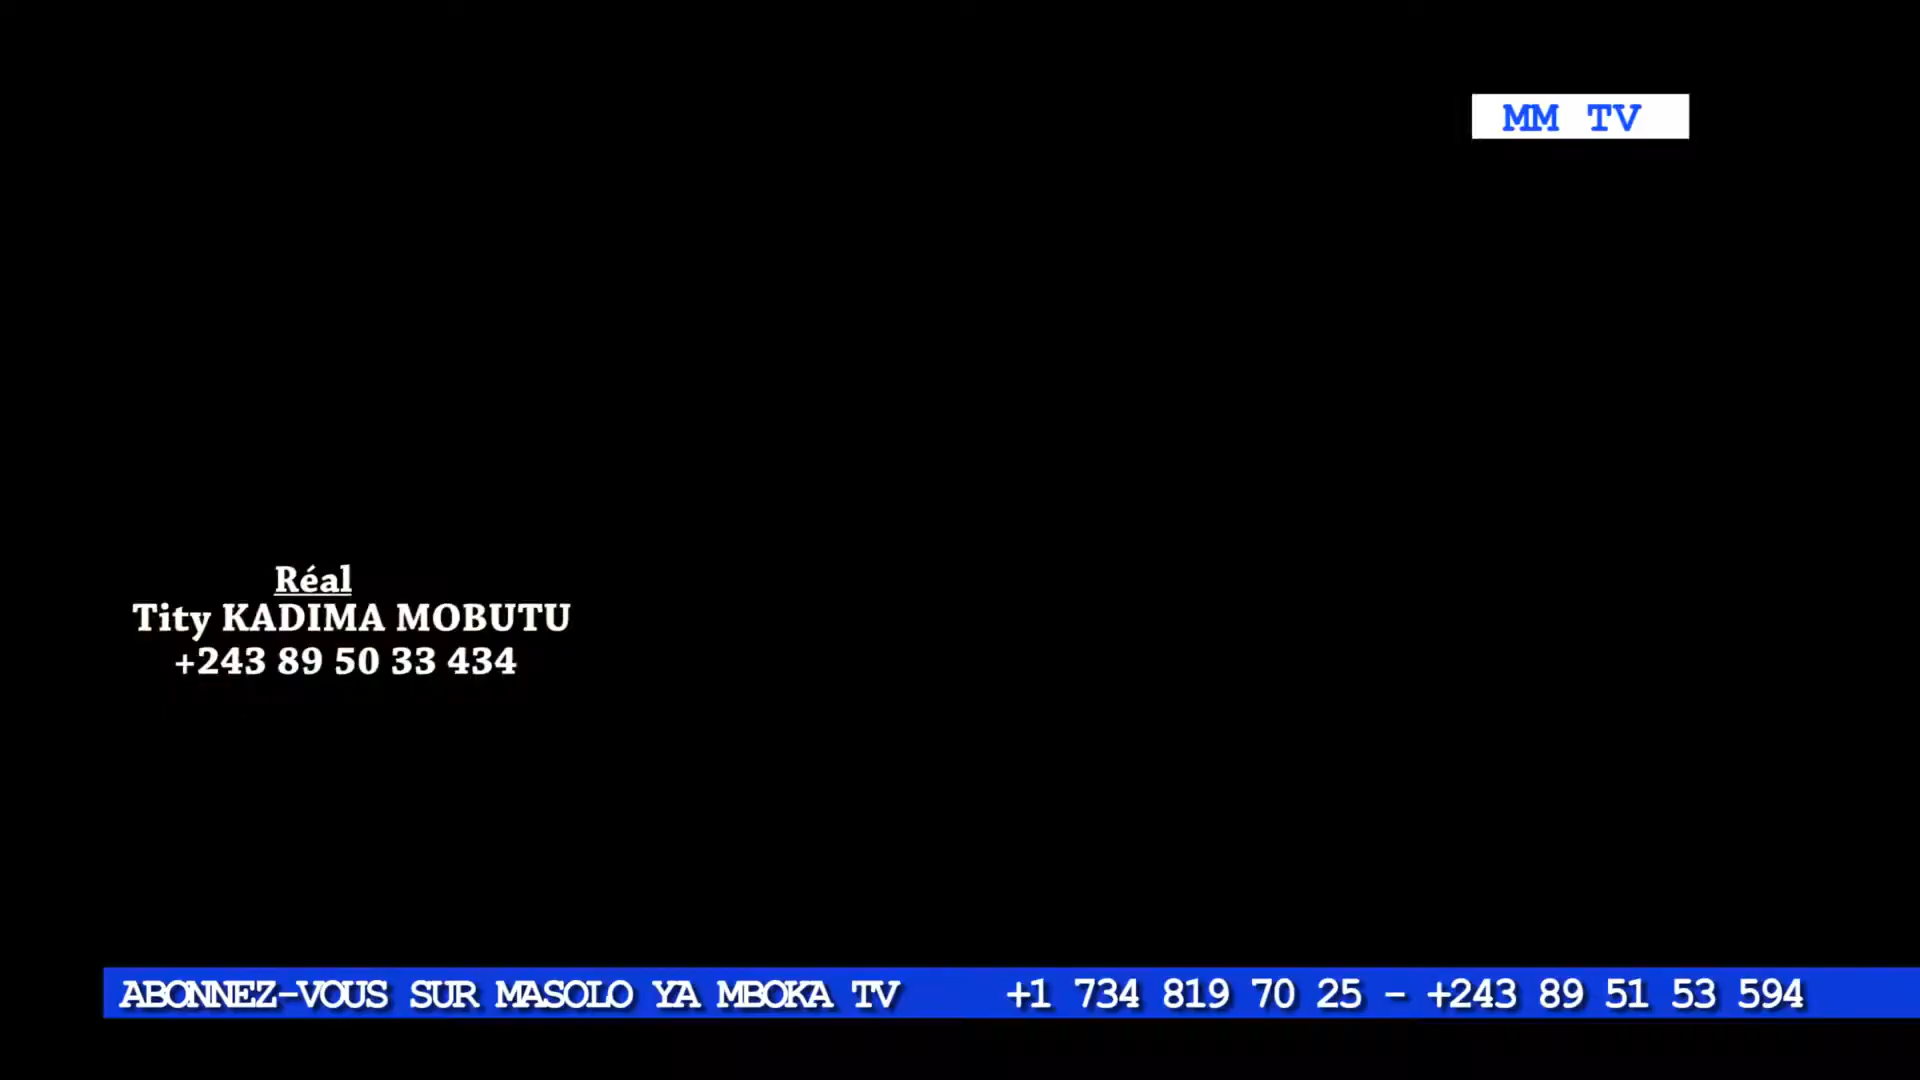 MM TV
Réal
Tity KADIMA MOBUTU
+243 89 50 33 434
ABONNEZ-VOUS SUR MASOLO YA MBOKA TV +1 734 819 70 25 - +243 89 51 53 594